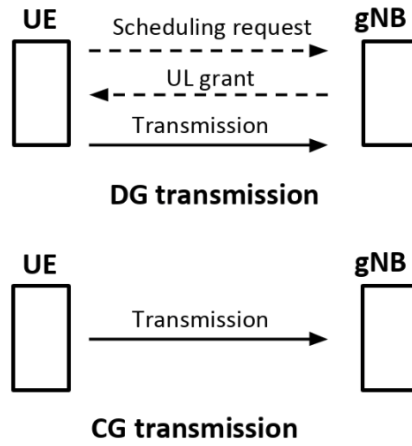 UE gNB
Scheduling request
UL grant
Transmission
DG transmission
UE gNB
Transmission
CG transmission